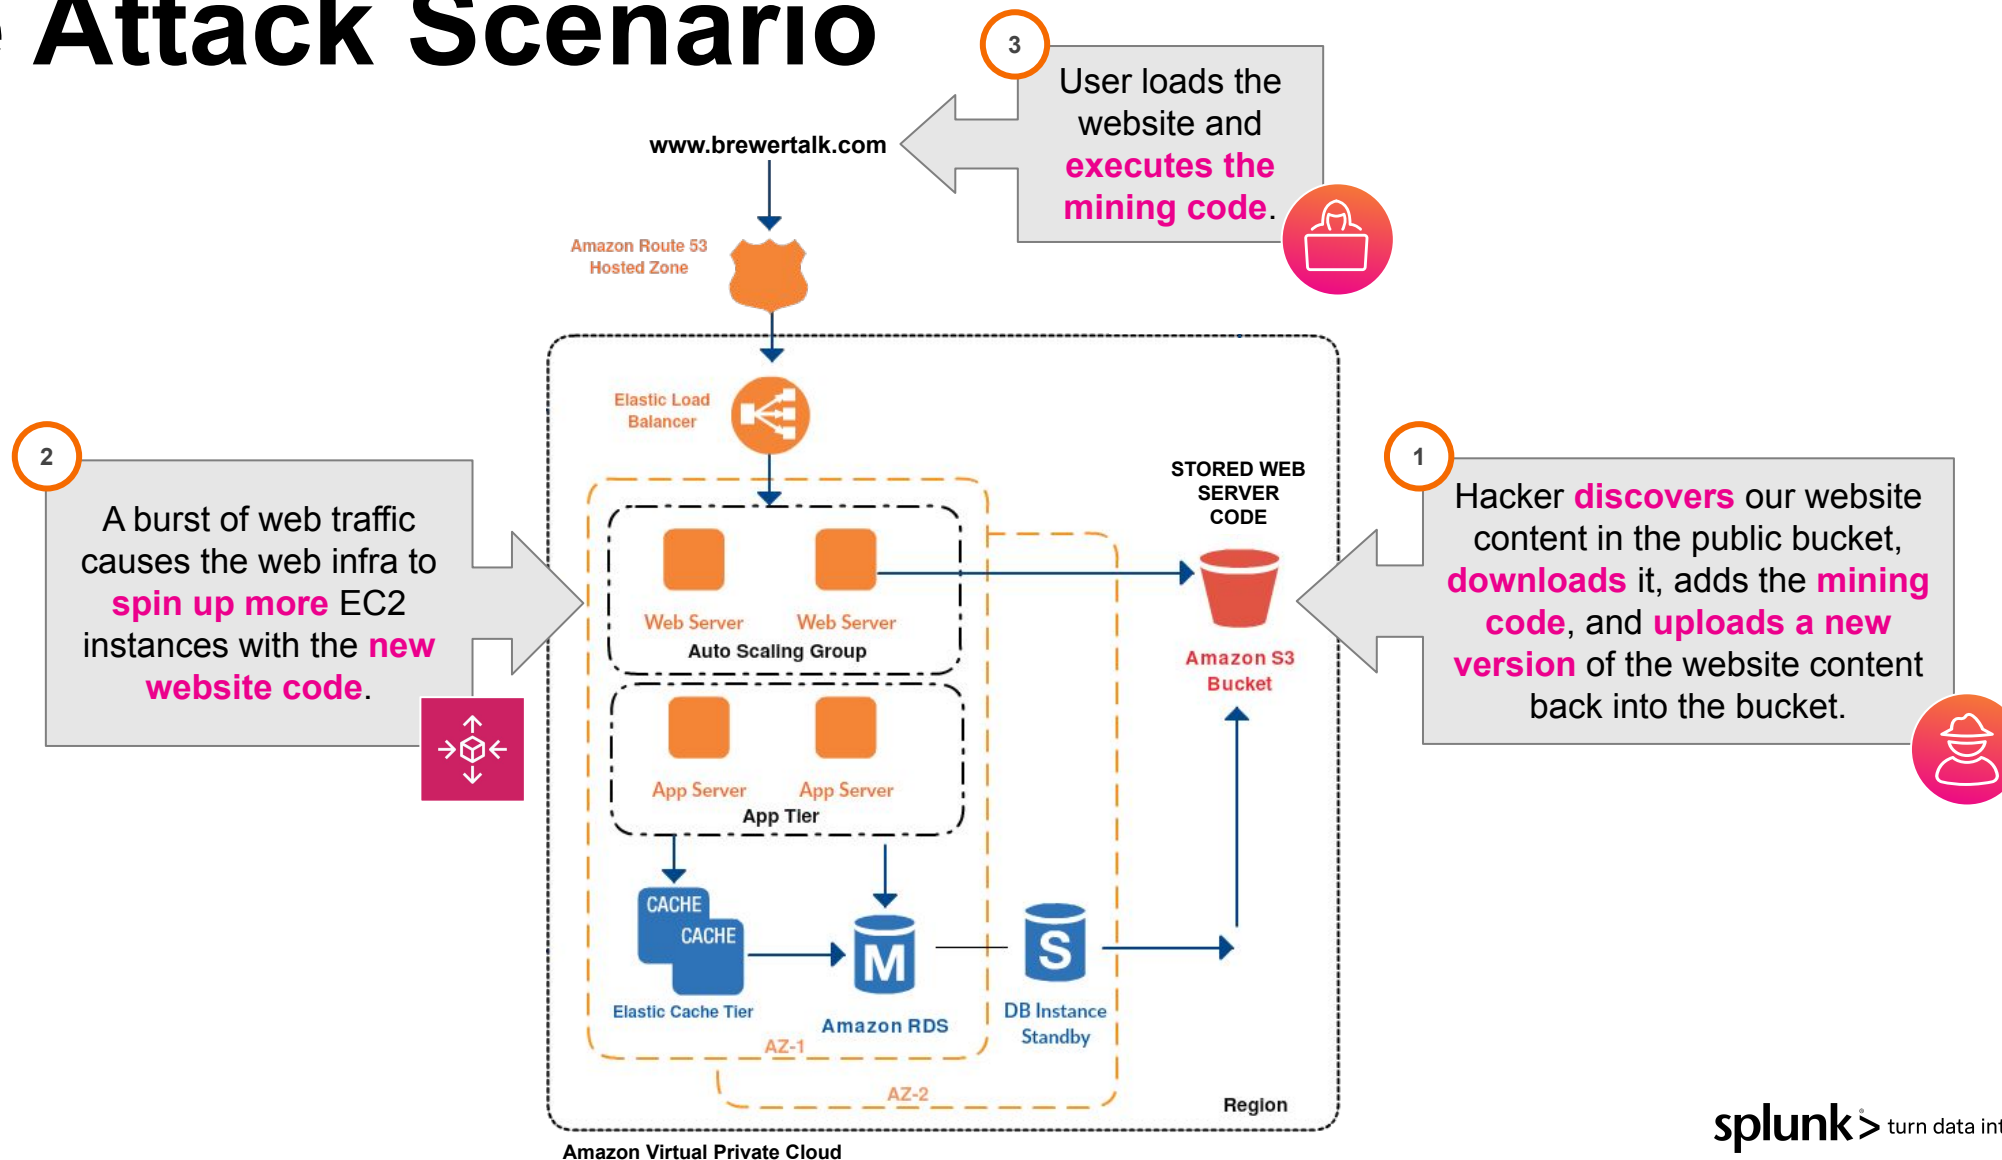 Attack Scenario
3
User loads the
website and
executes the
mining code.
www.brewertalk.com
Amazon Route 53
Hosted Zone
Elastic Load
Balancer
2
A burst of web traffic
causes the web infra to
spin up more EC2
instances with the new
website code.
STORED WEB
SERVER
CODE
1
Hacker discovers our website
content in the public bucket,
downloads it, adds the mining
code, and uploads a new
version of the website content
back into the bucket.
Web Server
Web Server
Auto Scaling Group
Amazon S3
Bucket
App Server
App Server
App Tier
CACHE
CACHE
Elastic Cache Tier
M
Amazon RDS
S
DB Instance
Standby
AZ-1
AZ-2
Region
Amazon Virtual Private Cloud
splunk> turn data int